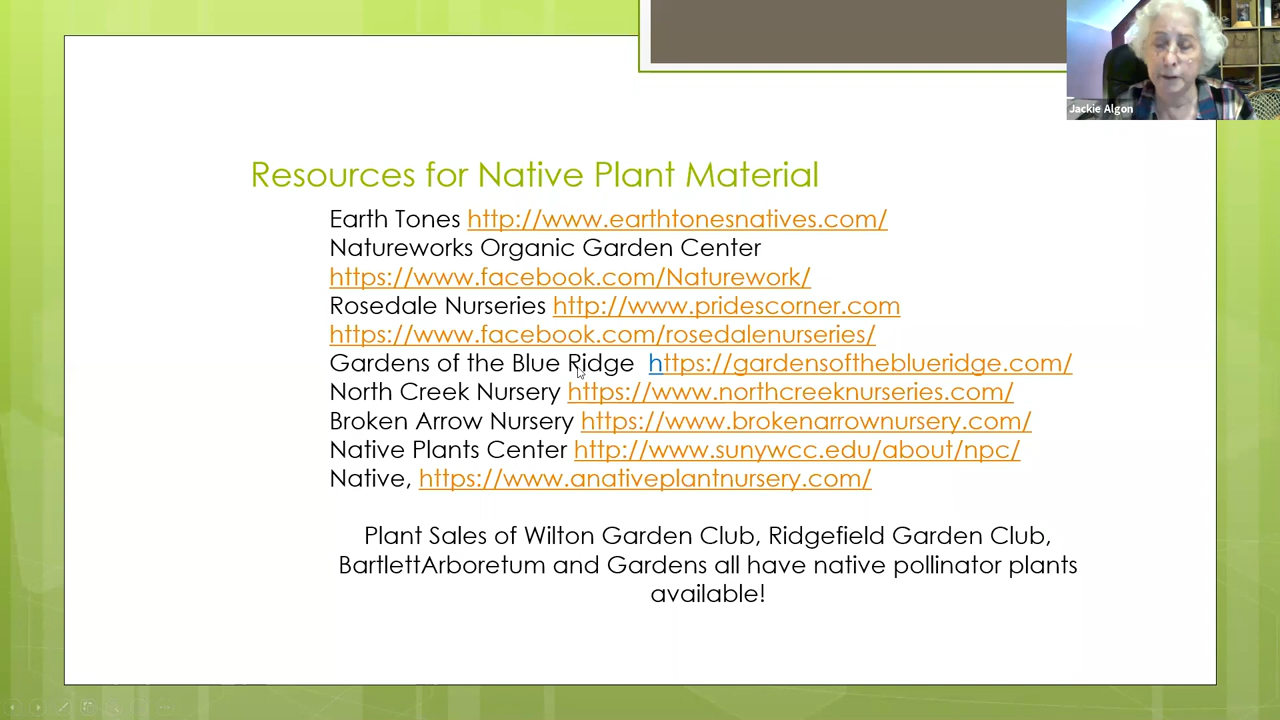 Jackie Algon
Resources for Native Plant Material
Earth Tones http://www.earthtonesnatives.com/
Natureworks Organic Garden Center
https://www.facebook.com/Naturework/
Rosedale Nurseries http://www.pridescorner.com
https://www.facebook.com/rosedalenurseries/
Gardens of the Blue Ridge https://gardensoftheblueridge.com/
North Creek Nursery https://www.northcreeknurseries.com/
Broken Arrow Nursery https://www.brokenarrownursery.com/
Native Plants Center http://www.sunywcc.edu/about/npc/
Native, https://www.anativeplantnursery.com/
Plant Sales of Wilton Garden Club, Ridgefield Garden Club,
BartlettArboretum and Gardens all have native pollinator plants
available!